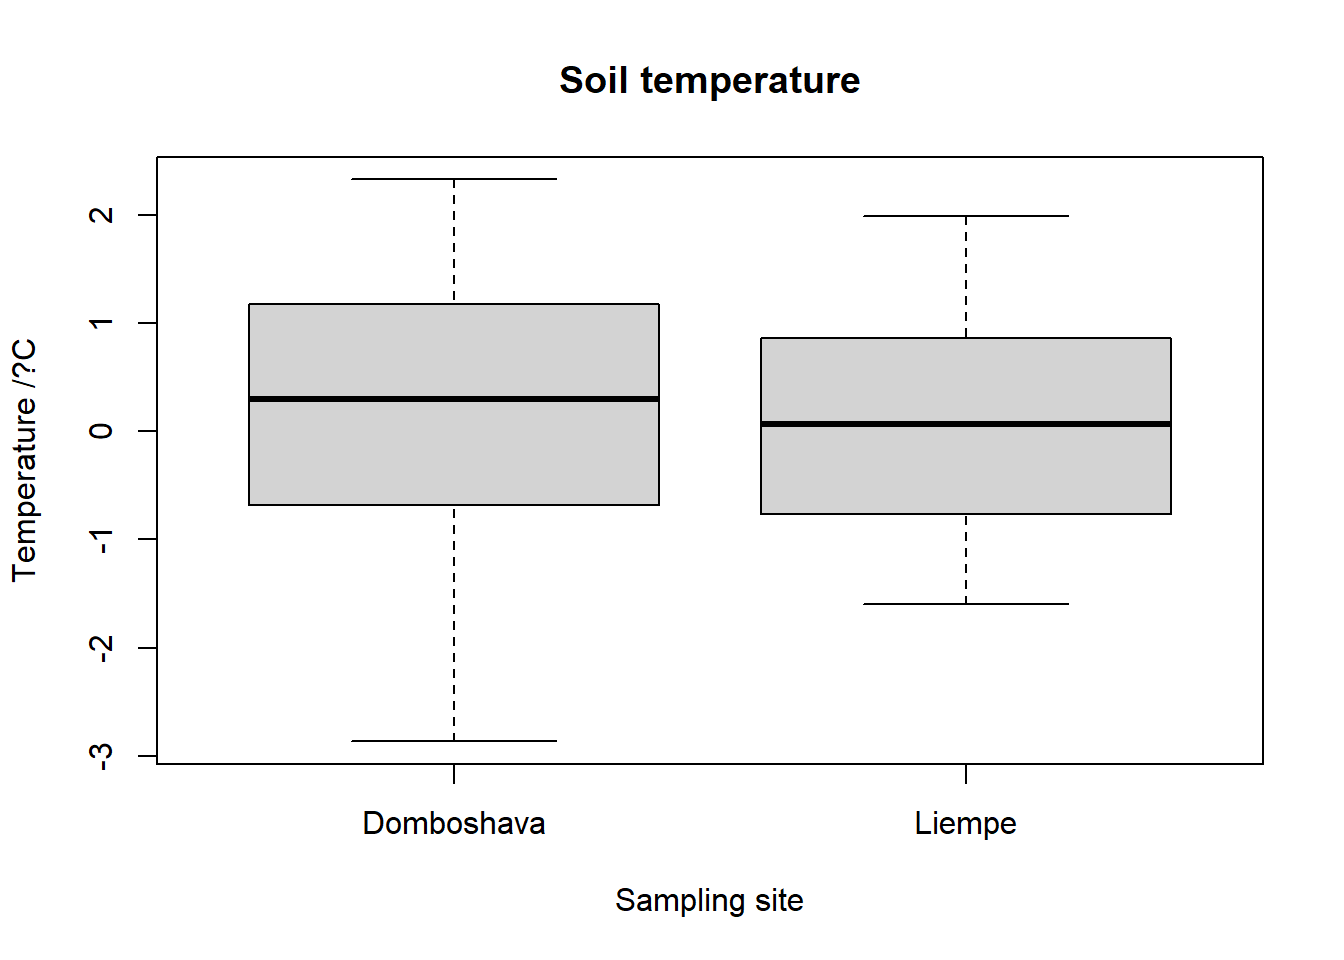 Soil temperature
Temperature /?C
2
1
0
-1
-2
-3
Domboshava
Liempe
Sampling site